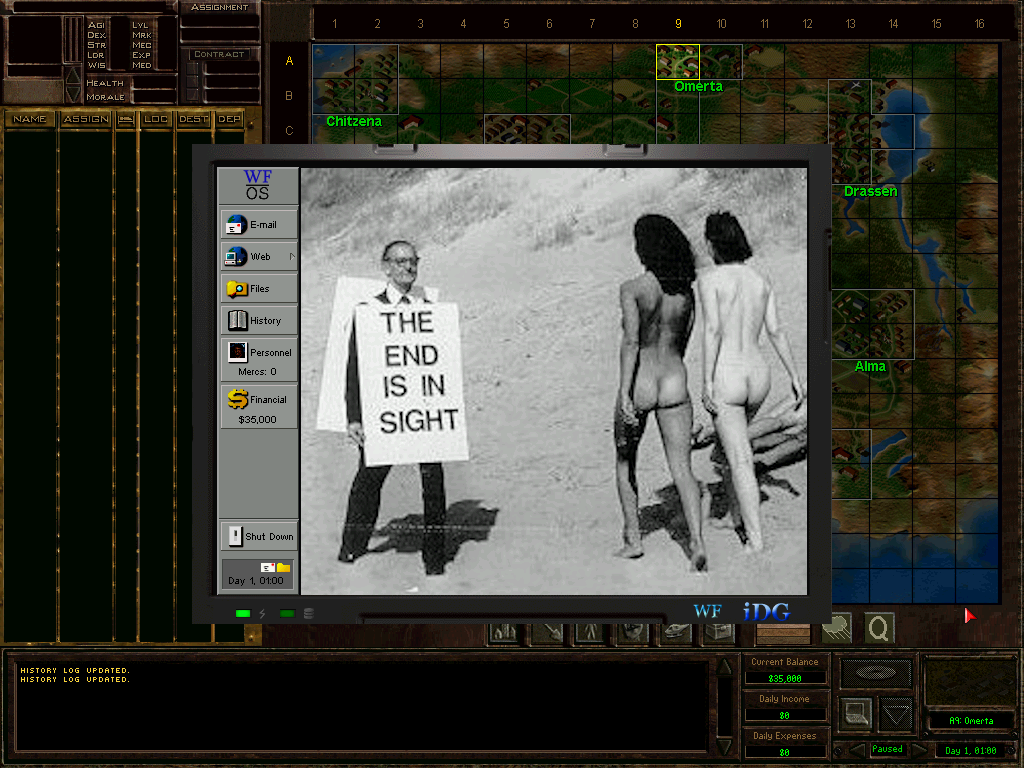 ASSIGNMENT
AGI LVL
DEX MRK
STR MEC
LDR EXP
WIS MED
CONTRACT
HEALTH
MORALE
NAME ASSIGN LOC DEST DEP
1 2 3 4 5 6 7 8 9 10 11 12 13 14 15 16
A
B
C
Omerta
Chitzena
Drassen
Alma
WF
OS
E-mail
Web
Files
History
Personnel
Mercs: 0
Financial
$35,000
Shut Down
Day 1, 01:00
THE
END
IS IN
SIGHT
WF iDG
Q
HISTORY LOG UPDATED.
HISTORY LOG UPDATED.
Current Balance
$35,000
Daily Income
$0
Daily Expenses
$0
A9: Omerta
Paused
Day 1, 01:00